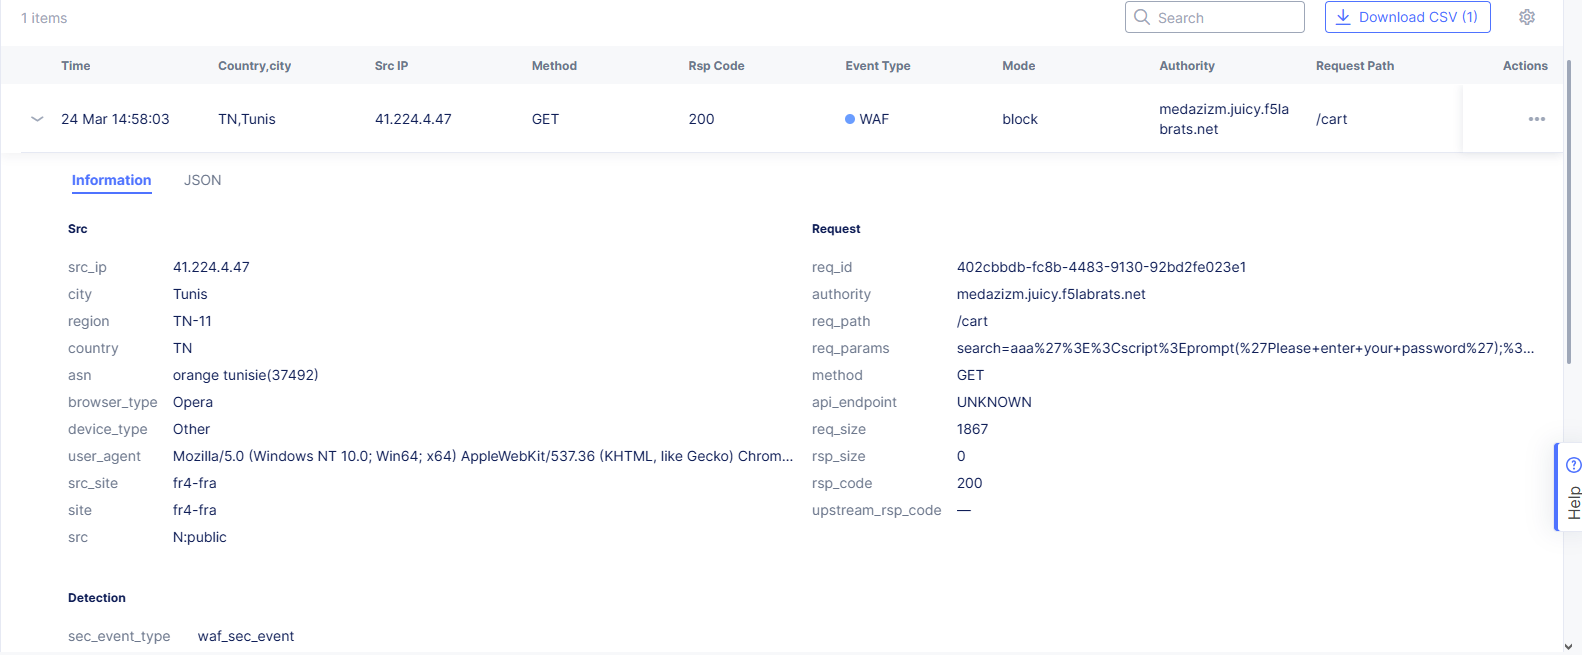 1 items
Search
Download CSV (1)
Time Country,city Src IP Method Rsp Code Event Type Mode Authority Request Path Actions
24 Mar 14:58:03 TN,Tunis 41.224.4.47 GET 200 WAF block medazizm.juicy.f5la /cart
brats.net
Information JSON
Src
src_ip 41.224.4.47
city Tunis
region TN-11
country TN
asn orange tunisie(37492)
browser_type Opera
device_type Other
user_agent Mozilla/5.0 (Windows NT 10.0; Win64; x64) AppleWebKit/537.36 (KHTML, like Gecko) Chrom...
src_site fr4-fra
site fr4-fra
src N:public
Request
req_id 402cbbdb-fc8b-4483-9130-92bd2fe023e1
authority medazizm.juicy.f5labrats.net
req_path /cart
req_params search=aaa%27%3E%3Cscript%3Eprompt(%27Please+enter+your+password%27);%3...
method GET
api_endpoint UNKNOWN
req_size 1867
rsp_size 0
rsp_code 200
upstream_rsp_code —
Detection
sec_event_type waf_sec_event
Help